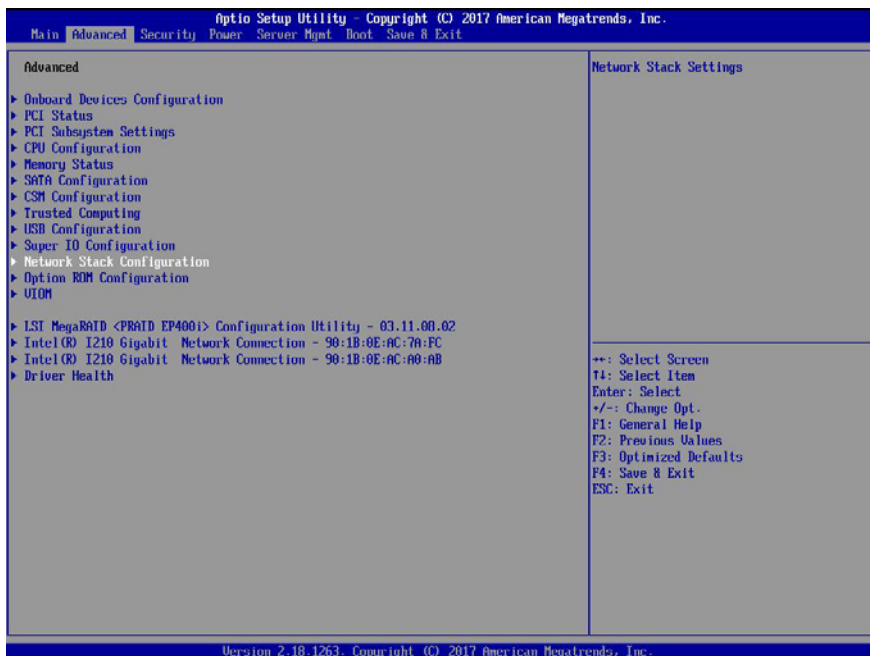 Aptio Setup Utility - Copyright (C) 2017 American Megatrends, Inc.
Main Advanced Security Power Server Mgmt Boot Save & Exit
Advanced
Onboard Devices Configuration
PCI Status
PCI Subsystem Settings
CPU Configuration
Memory Status
SATA Configuration
CSM Configuration
Trusted Computing
USB Configuration
Super IO Configuration
Network Stack Configuration
Option ROM Configuration
VIOM
LSI MegaRAID <PRAID EP400i> Configuration Utility - 03.11.08.02
Intel(R) I210 Gigabit Network Connection - 90:1B:0E:AC:7A:FC
Intel(R) I210 Gigabit Network Connection - 90:1B:0E:AC:A0:AB
Driver Health
Network Stack Settings
→←: Select Screen
↑↓: Select Item
Enter: Select
+/-: Change Opt.
F1: General Help
F2: Previous Values
F3: Optimized Defaults
F4: Save & Exit
ESC: Exit
Version 2.18.1263. Copyright (C) 2017 American Megatrends, Inc.